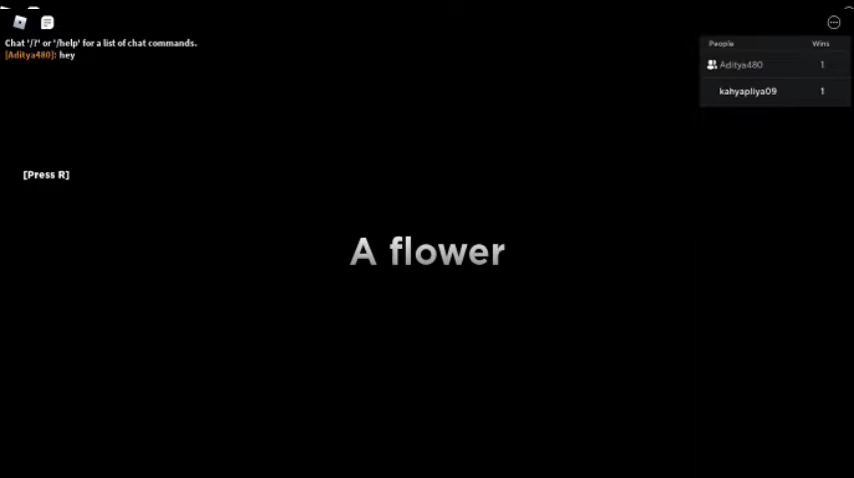 Chat '/?' or '/help' for a list of chat commands.
[Aditya480]: hey
People Wins
Aditya480 1
kahyapliya09 1
[Press R]
A flower